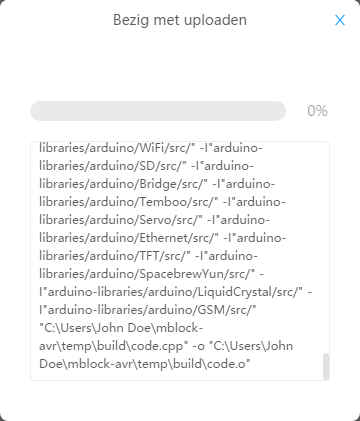 Bezig met uploaden
X
0%
libraries/arduino/WiFi/src/" -I"arduino-
libraries/arduino/SD/src/" -I"arduino-
libraries/arduino/Bridge/src/" -I"arduino-
libraries/arduino/Temboo/src/" -I"arduino-
libraries/arduino/Servo/src/" -I"arduino-
libraries/arduino/Ethernet/src/" -I"arduino-
libraries/arduino/TFT/src/" -I"arduino-
libraries/arduino/SpacebrewYun/src/" -
I"arduino-libraries/arduino/LiquidCrystal/src/" -
I"arduino-libraries/arduino/GSM/src/"
"C:\Users\John Doe\mblock-
avr\temp\build\code.cpp" -o "C:\Users\John
Doe\mblock-avr\temp\build\code.o"